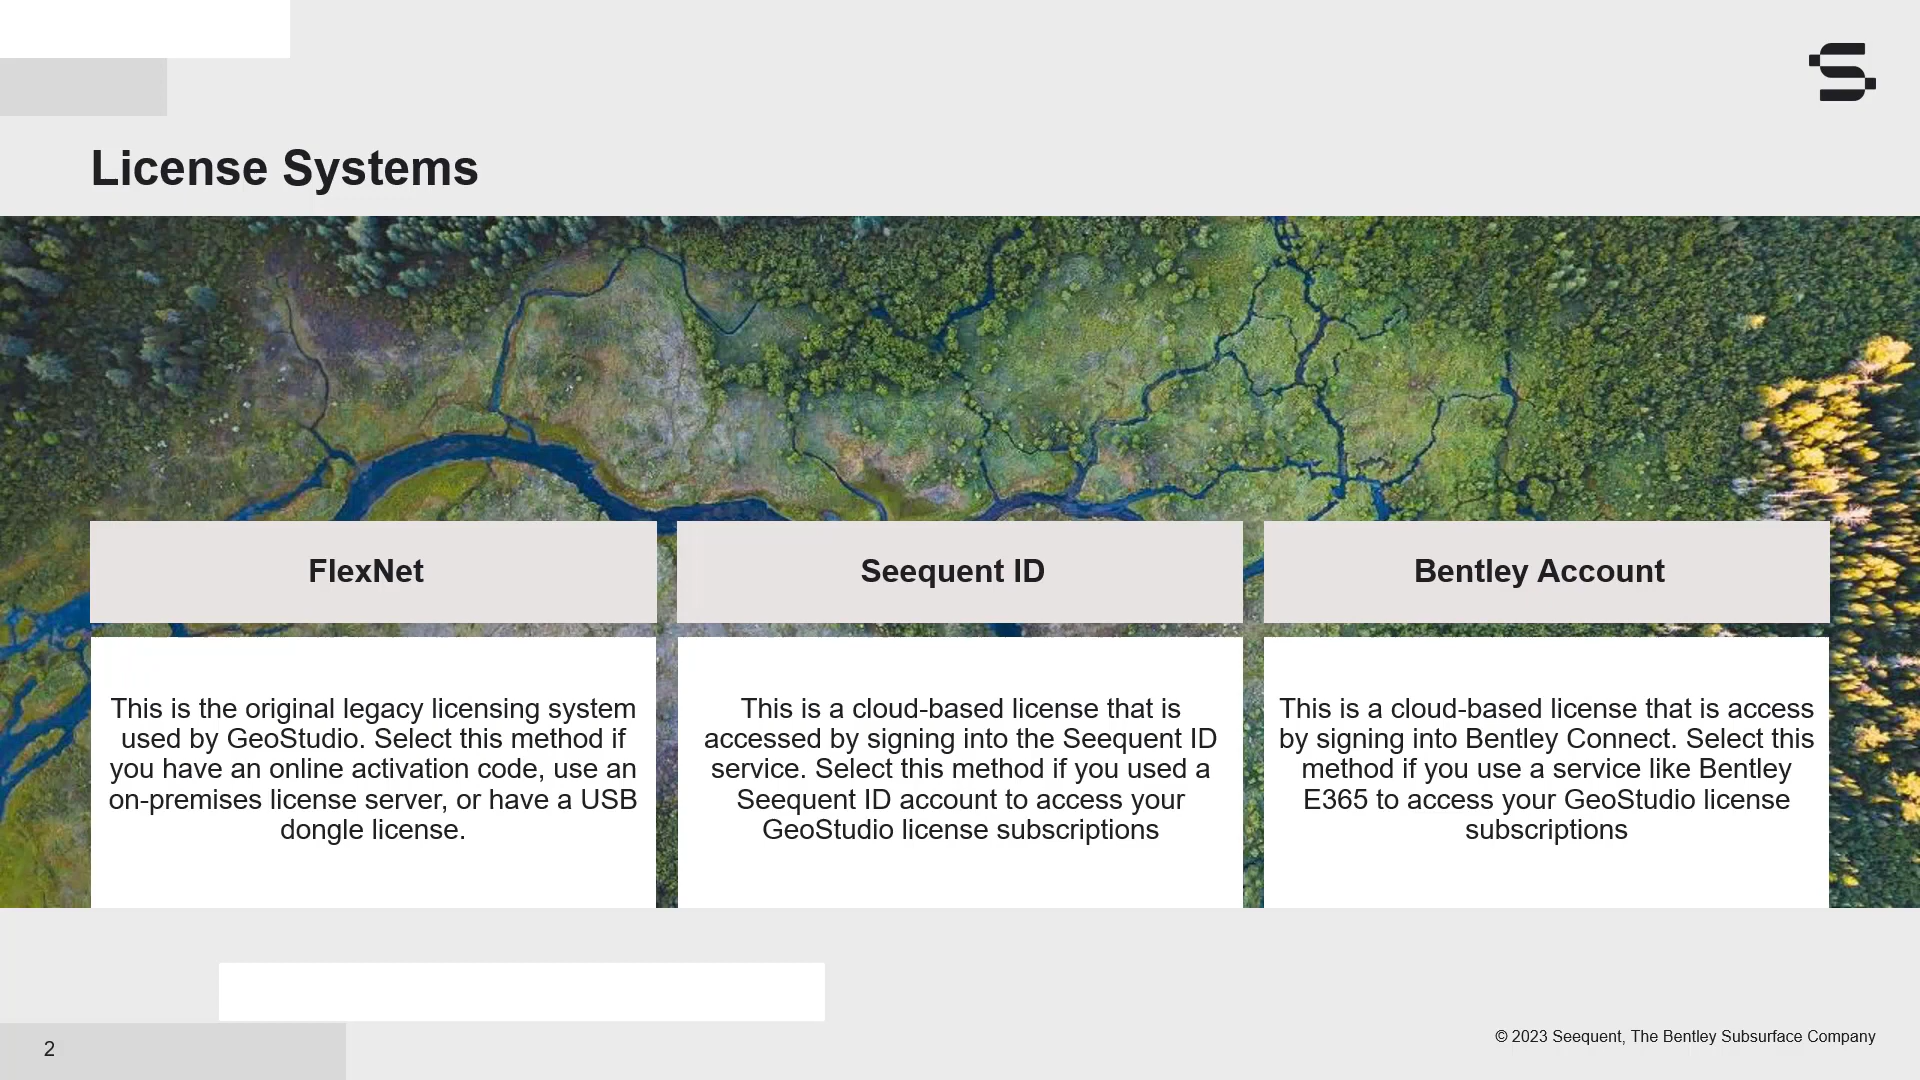 License Systems
FlexNet
This is the original legacy licensing system
used by GeoStudio. Select this method if
you have an online activation code, use an
on-premises license server, or have a USB
dongle license.
Seequent ID
This is a cloud-based license that is
accessed by signing into the Seequent ID
service. Select this method if you used a
Seequent ID account to access your
GeoStudio license subscriptions
Bentley Account
This is a cloud-based license that is access
by signing into Bentley Connect. Select this
method if you use a service like Bentley
E365 to access your GeoStudio license
subscriptions
2
© 2023 Seequent, The Bentley Subsurface Company